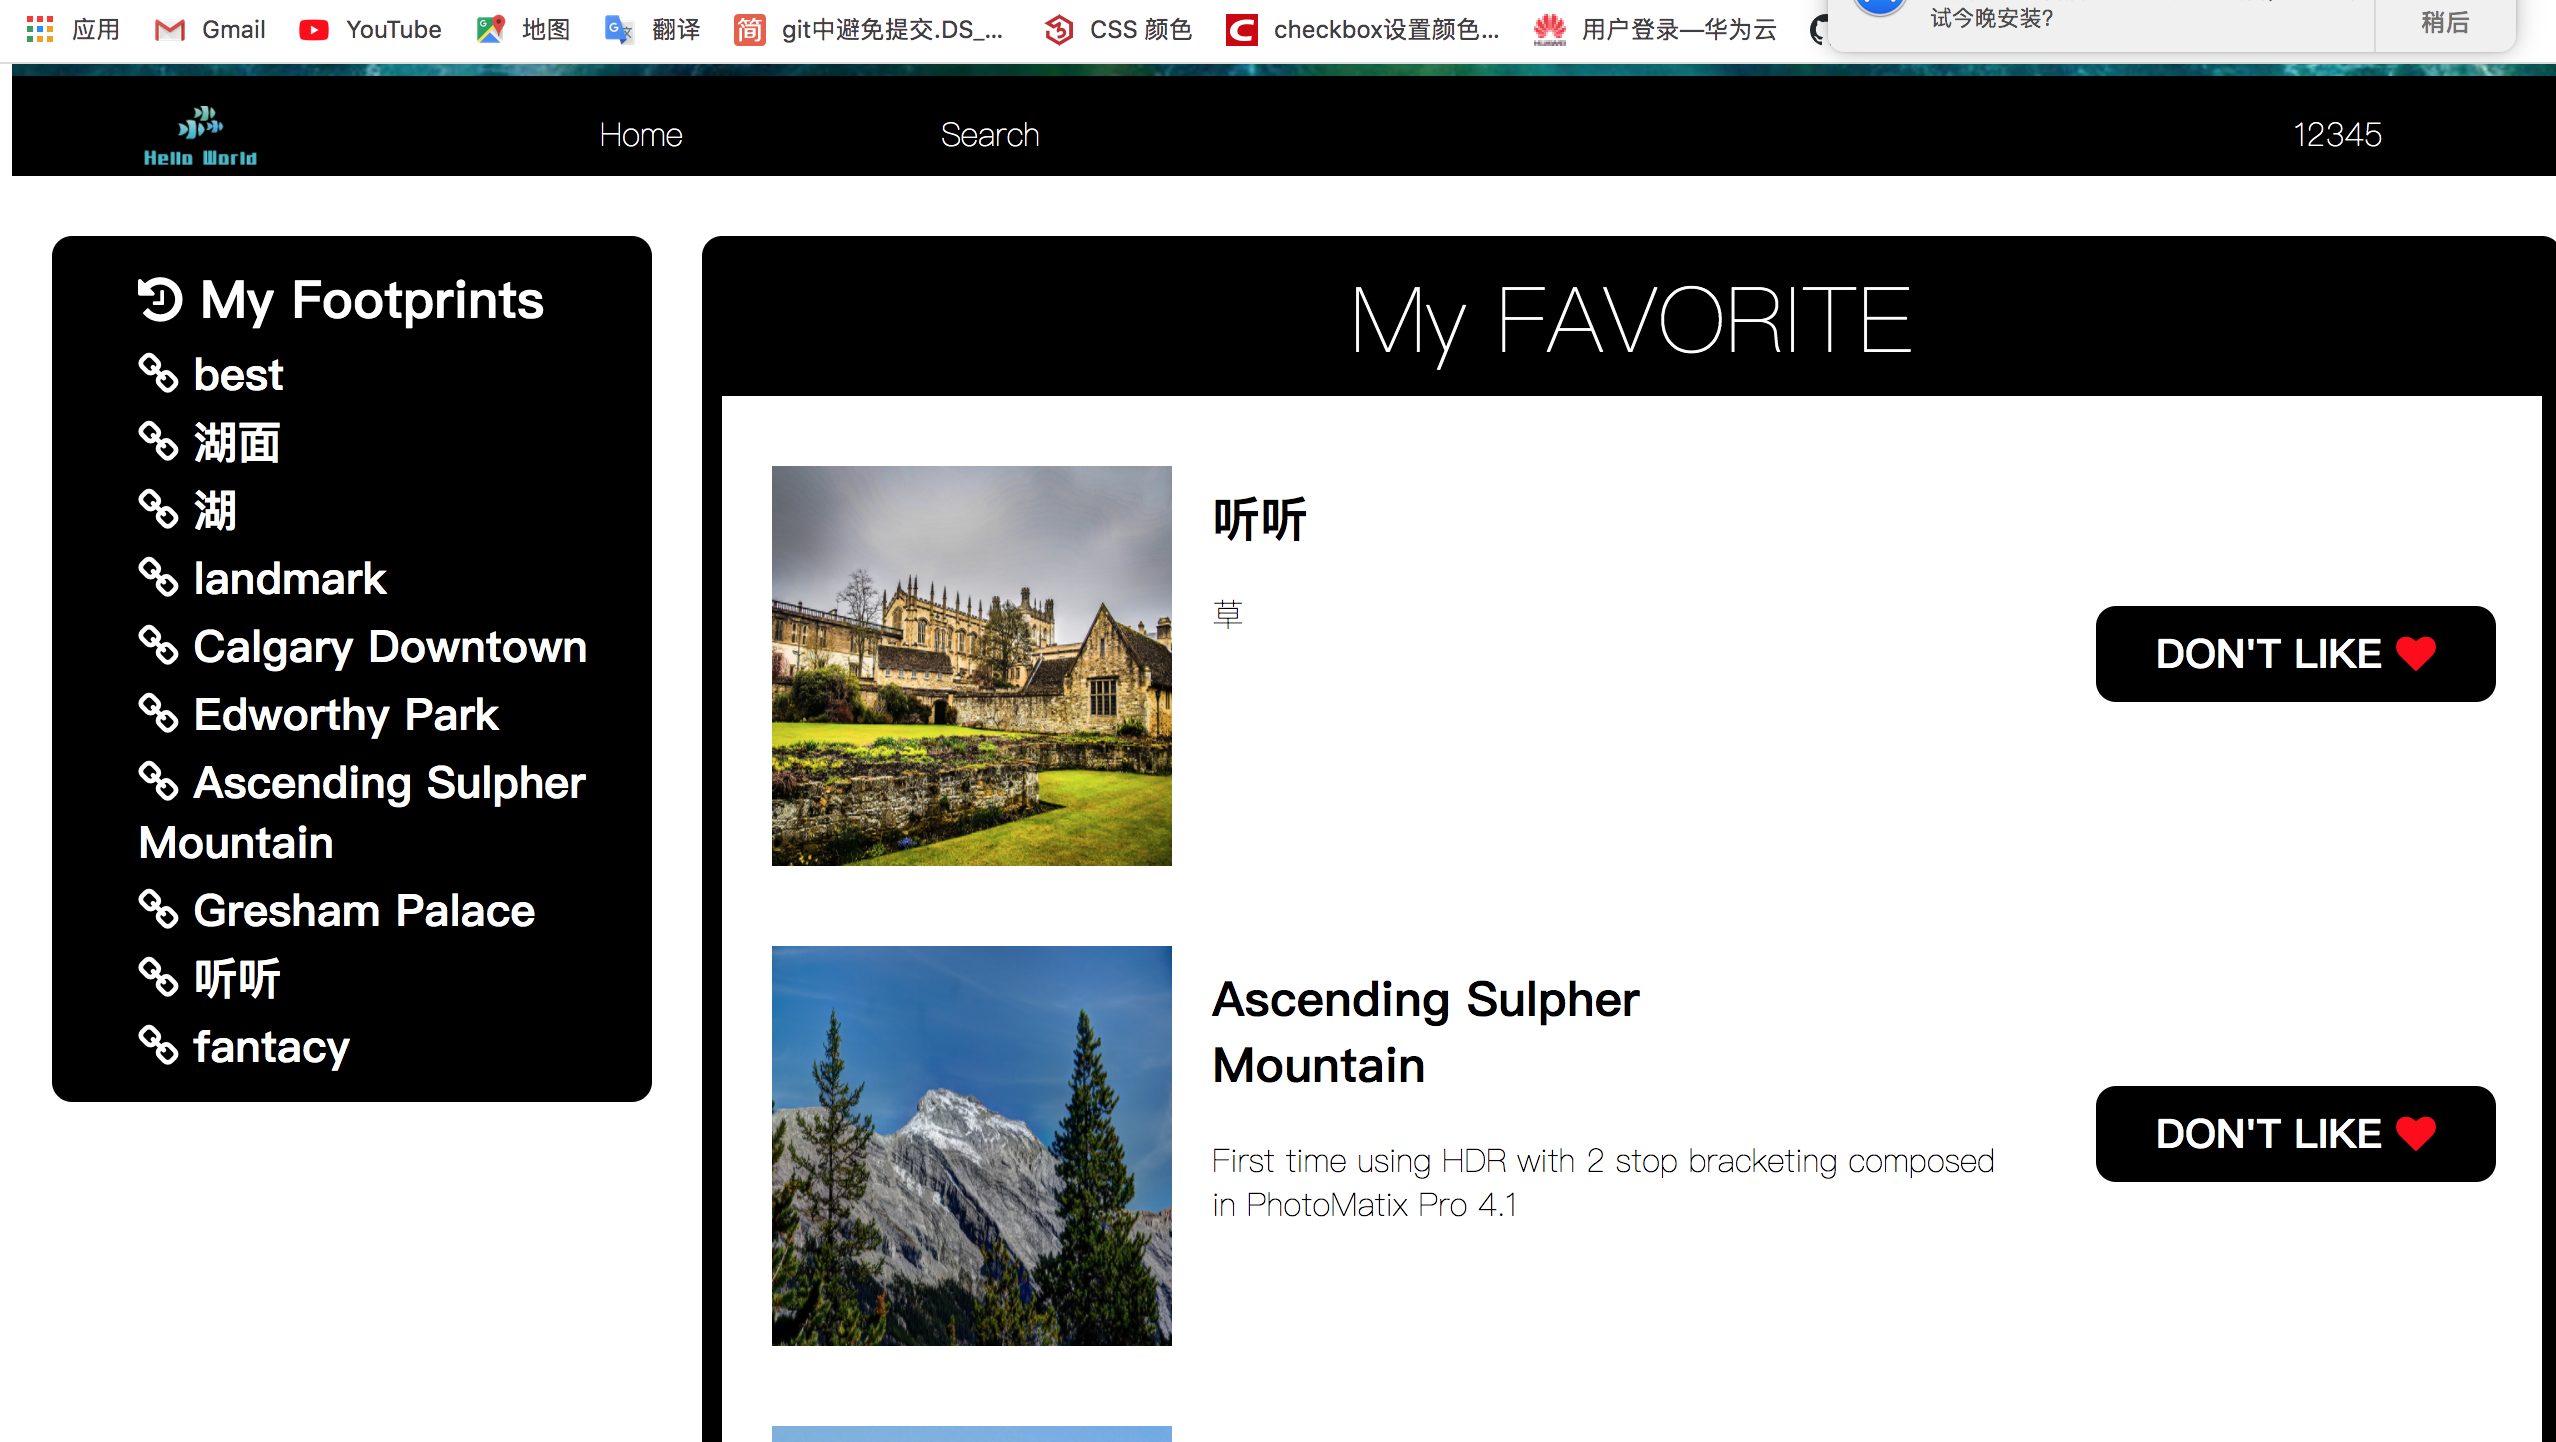 应用 Gmail YouTube 地图 翻译 git中避免提交.DS_... CSS 颜色 checkbox设置颜色... 用户登录—华为云
试今晚安装?
稍后
Hello World
Home Search 12345
My Footprints
best
湖面
湖
landmark
Calgary Downtown
Edworthy Park
Ascending Sulpher
Mountain
Gresham Palace
听听
fantacy
My FAVORITE
听听
草
DON'T LIKE
Ascending Sulpher
Mountain
First time using HDR with 2 stop bracketing composed
in PhotoMatix Pro 4.1
DON'T LIKE